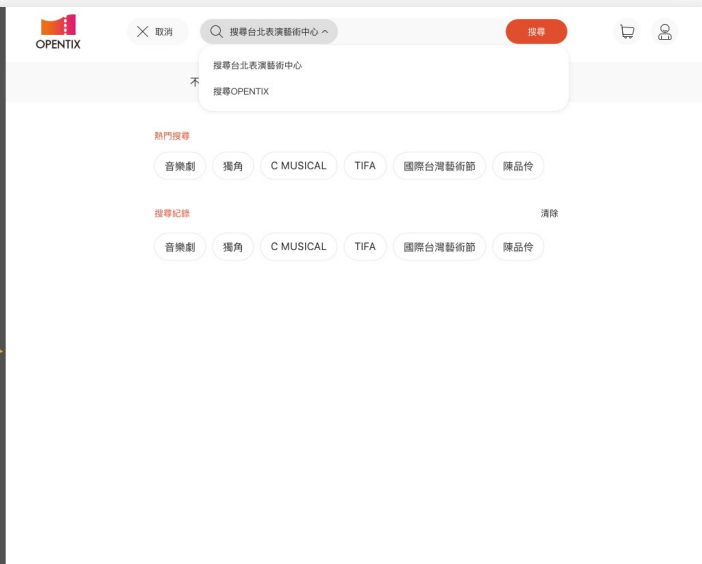 OPENTIX
取消
搜尋台北表演藝術中心
搜尋
搜尋台北表演藝術中心
搜尋OPENTIX
不
熱門搜尋
音樂劇 獨角 C MUSICAL TIFA 國際台灣藝術節 陳品伶
搜尋紀錄 清除
音樂劇 獨角 C MUSICAL TIFA 國際台灣藝術節 陳品伶